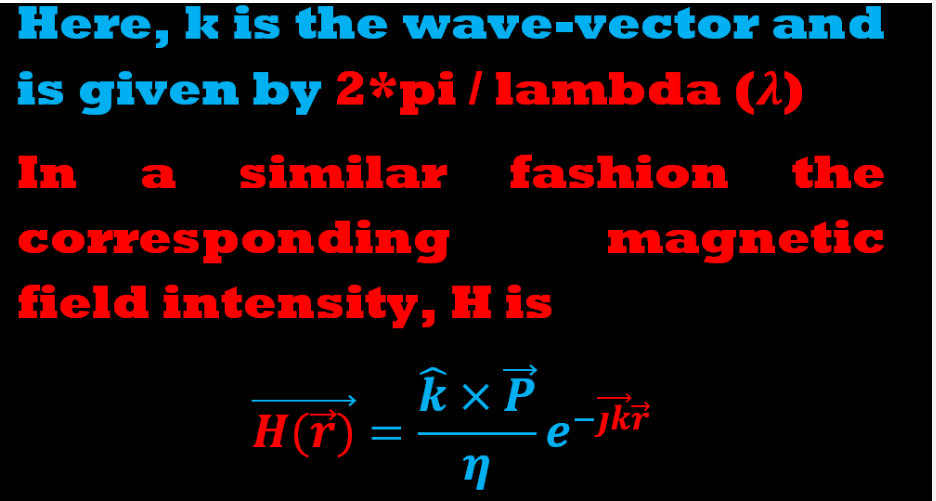 Here, k is the wave-vector and
is given by 2*pi / lambda (λ)
In a similar fashion the
corresponding magnetic
field intensity, H is
$\overrightarrow{H(\vec{r})} = \frac{\hat{k} \times \vec{P}}{\eta} e^{-\overrightarrow{\jmath k}\vec{r}}$